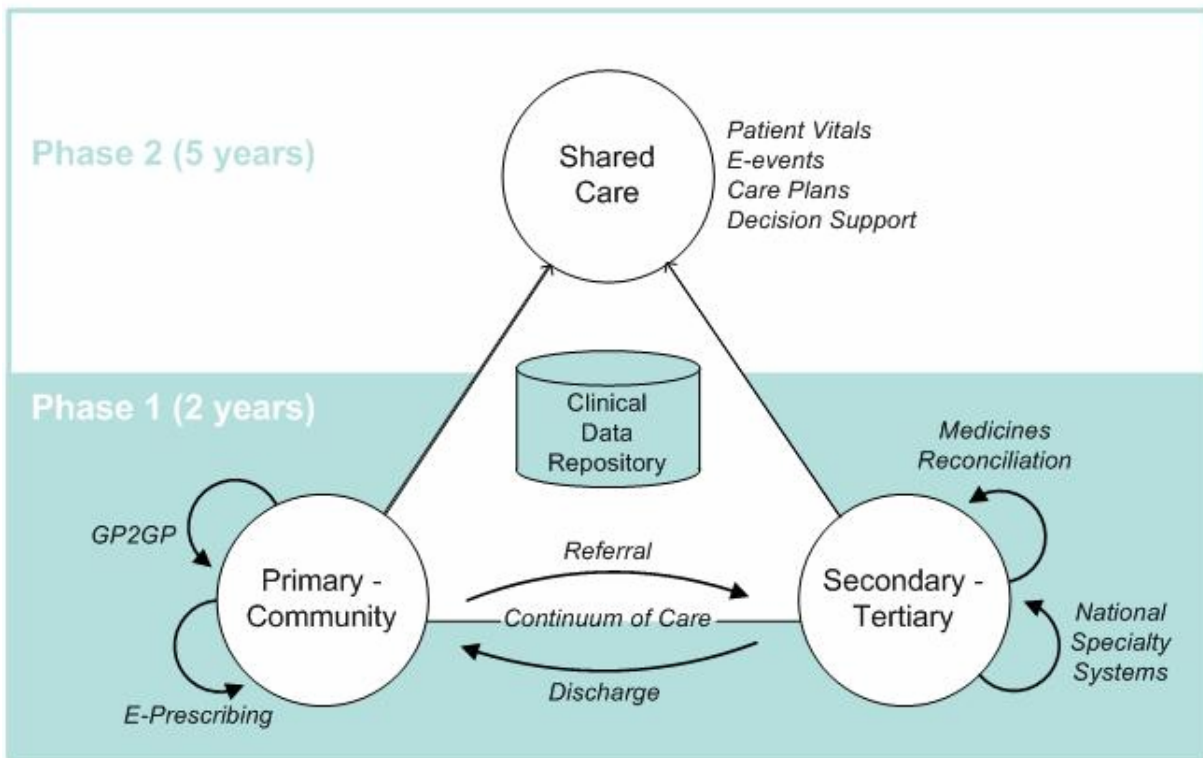 Phase 2 (5 years)
Shared
Care
Patient Vitals
E-events
Care Plans
Decision Support
Phase 1 (2 years)
Clinical
Data
Repository
Medicines
Reconciliation
GP2GP
Primary -
Community
Referral
Continuum of Care
Discharge
Secondary -
Tertiary
National
Specialty
Systems
E-Prescribing